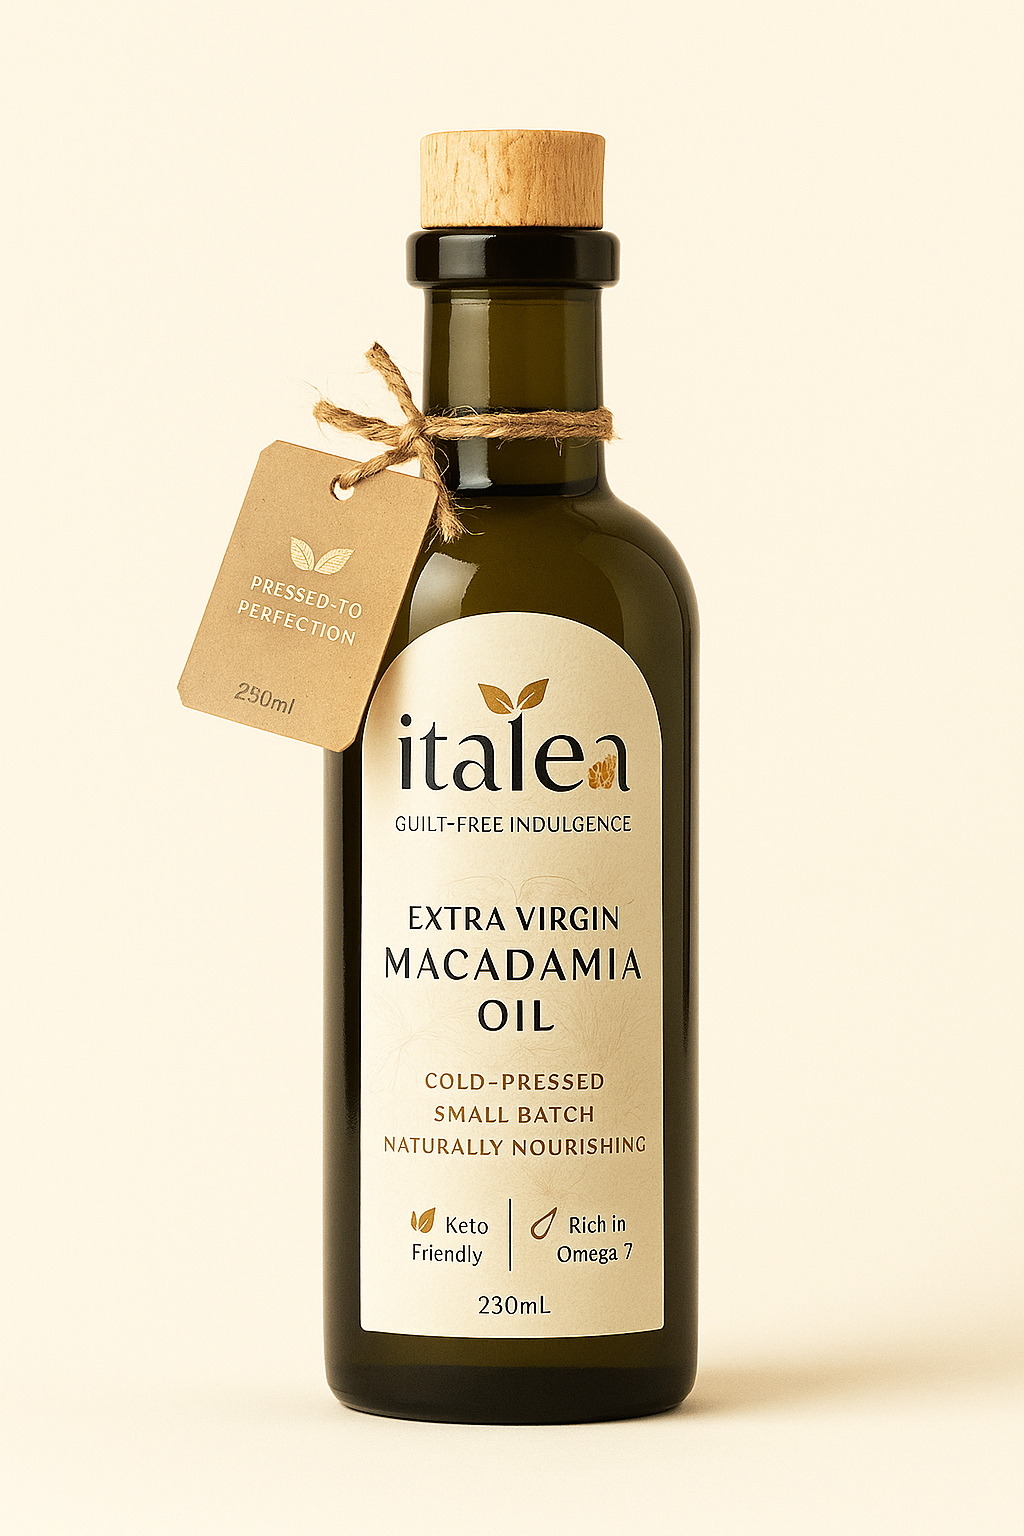 PRESSED-TO
PERFECTION
250ml
italea
GUILT-FREE INDULGENCE
EXTRA VIRGIN
MACADAMIA
OIL
COLD-PRESSED
SMALL BATCH
NATURALLY NOURISHING
Keto
Friendly
Rich in
Omega 7
230mL